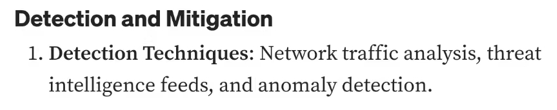 Detection and Mitigation
1. Detection Techniques: Network traffic analysis, threat
intelligence feeds, and anomaly detection.